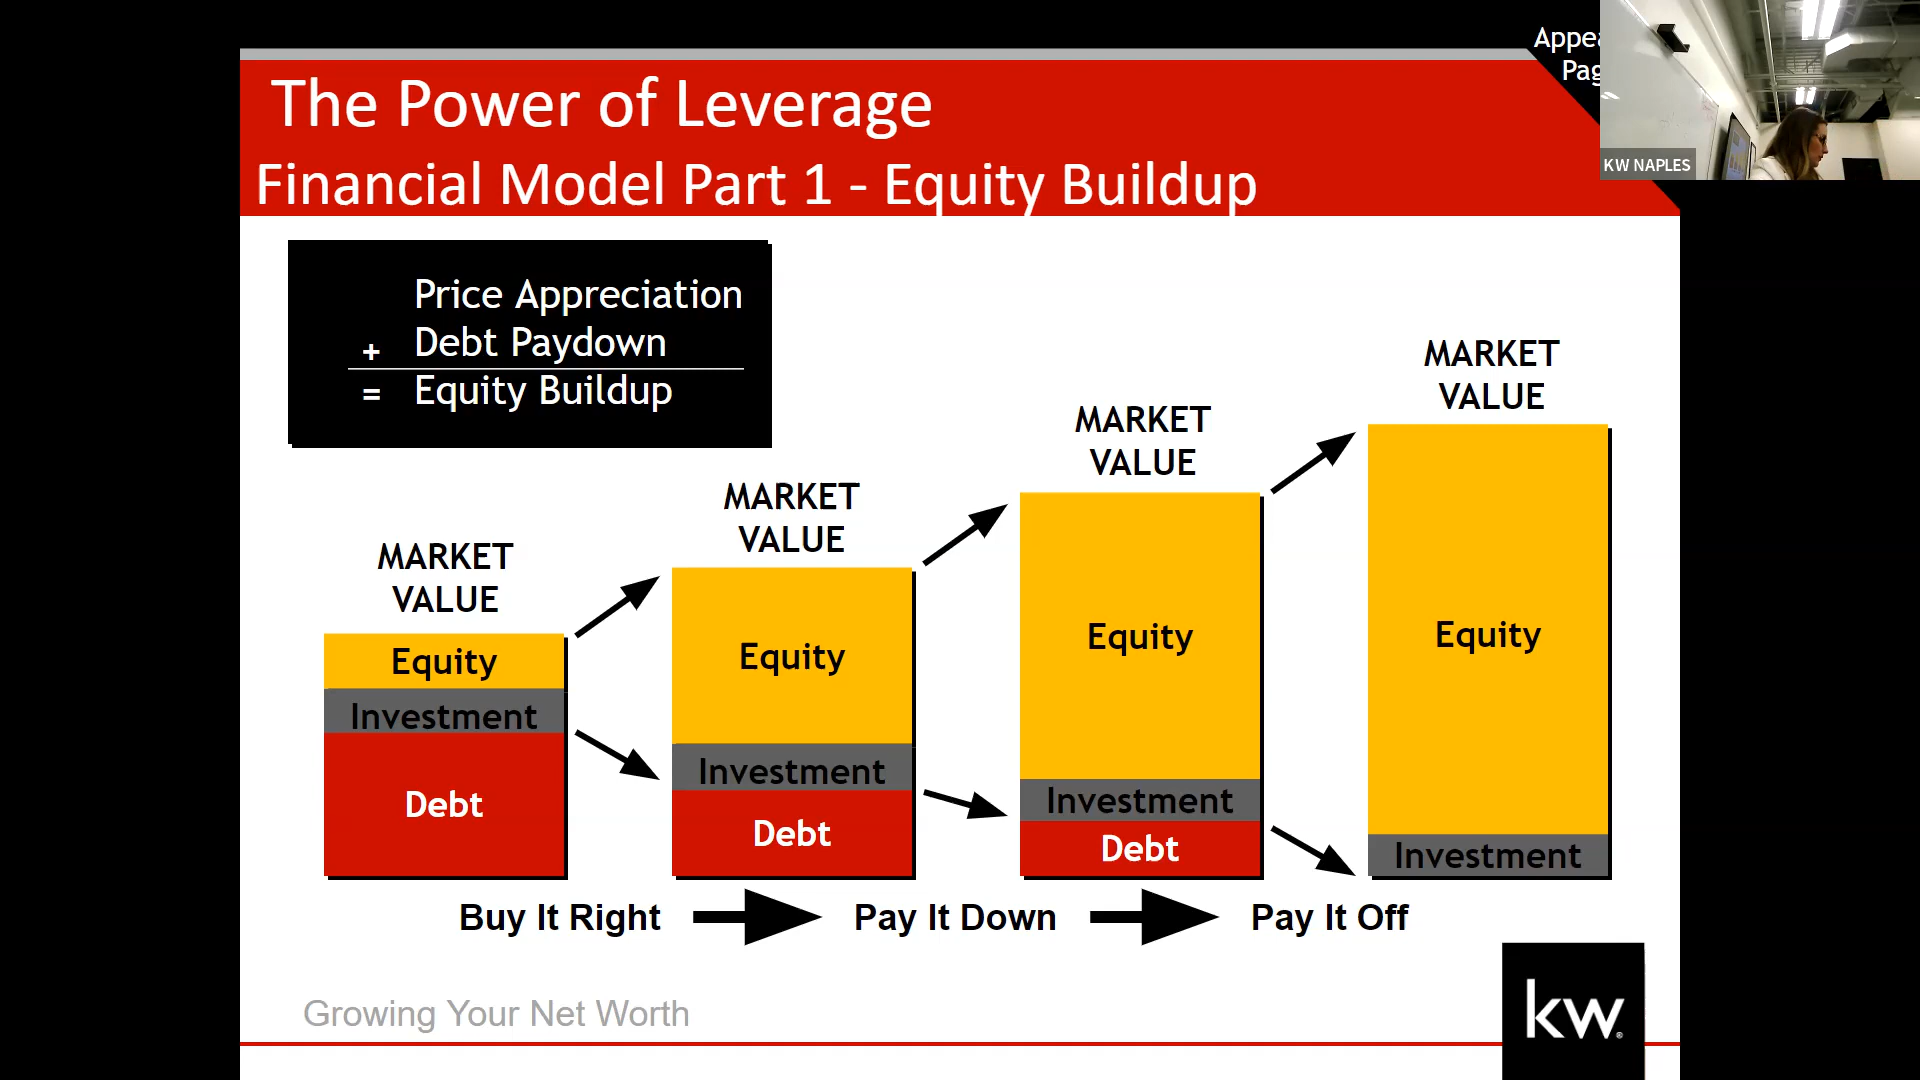 The Power of Leverage
Financial Model Part 1 - Equity Buildup
KW NAPLES
Price Appreciation
+ Debt Paydown
= Equity Buildup
MARKET
VALUE
Equity
Investment
Debt
MARKET
VALUE
Equity
Investment
Debt
MARKET
VALUE
Equity
Investment
Debt
MARKET
VALUE
Equity
Investment
Buy It Right
Pay It Down
Pay It Off
Growing Your Net Worth
kw